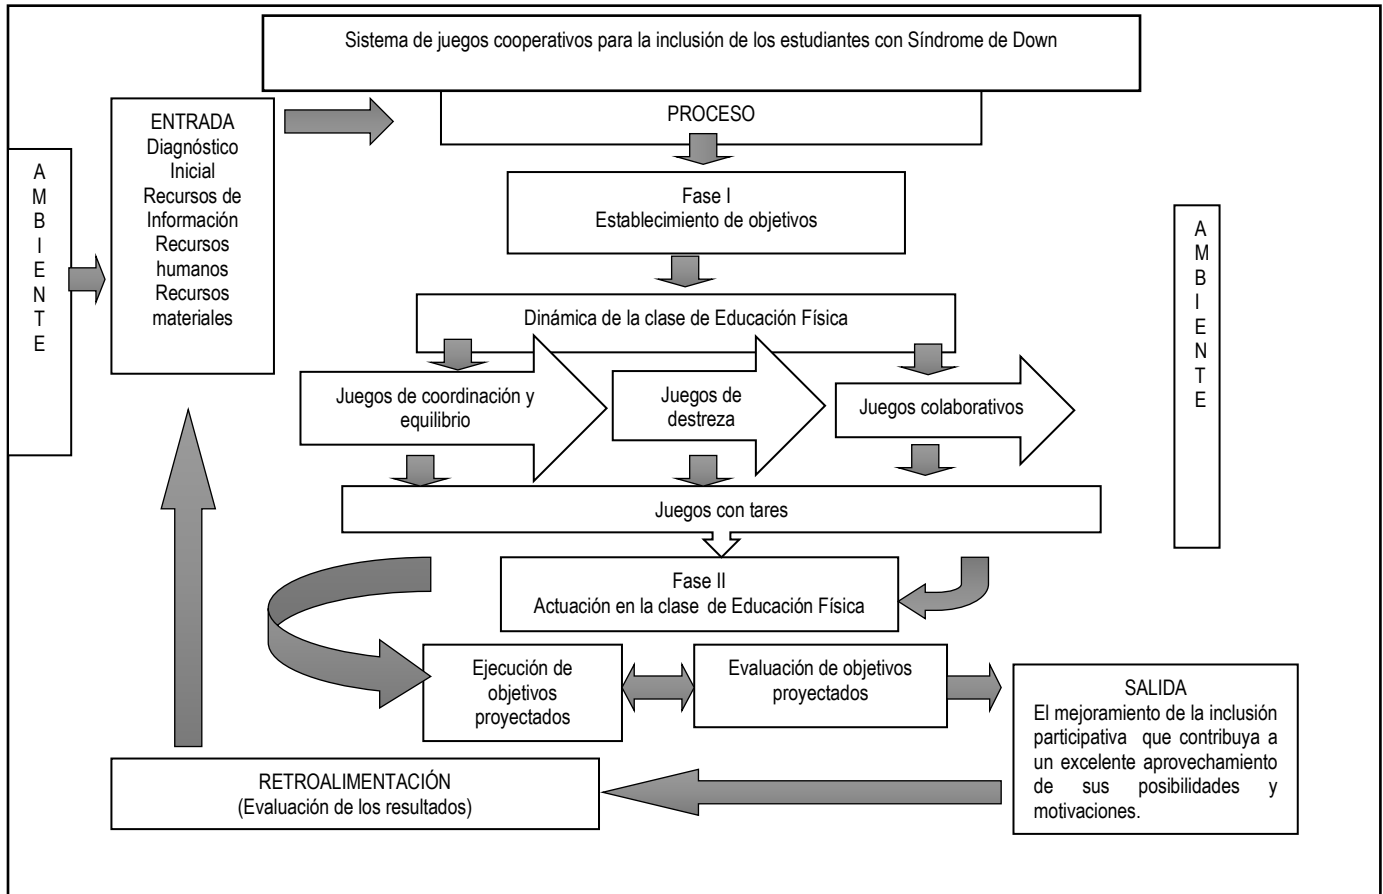 Sistema de juegos cooperativos para la inclusión de los estudiantes con Síndrome de Down
PROCESO
ENTRADA
Diagnóstico
Inicial
Recursos de
Información
Recursos
humanos
Recursos
materiales
A
M
B
I
E
N
T
E
Fase I
Establecimiento de objetivos
A
M
B
I
E
N
T
E
Dinámica de la clase de Educación Física
Juegos de coordinación y
equilibrio
Juegos de
destreza
Juegos colaborativos
Juegos con tares
Fase II
Actuación en la clase de Educación Física
Ejecución de
objetivos
proyectados
Evaluación de objetivos
proyectados
SALIDA
El mejoramiento de la inclusión
participativa que contribuya a
un excelente aprovechamiento
de sus posibilidades y
motivaciones.
RETROALIMENTACIÓN
(Evaluación de los resultados)